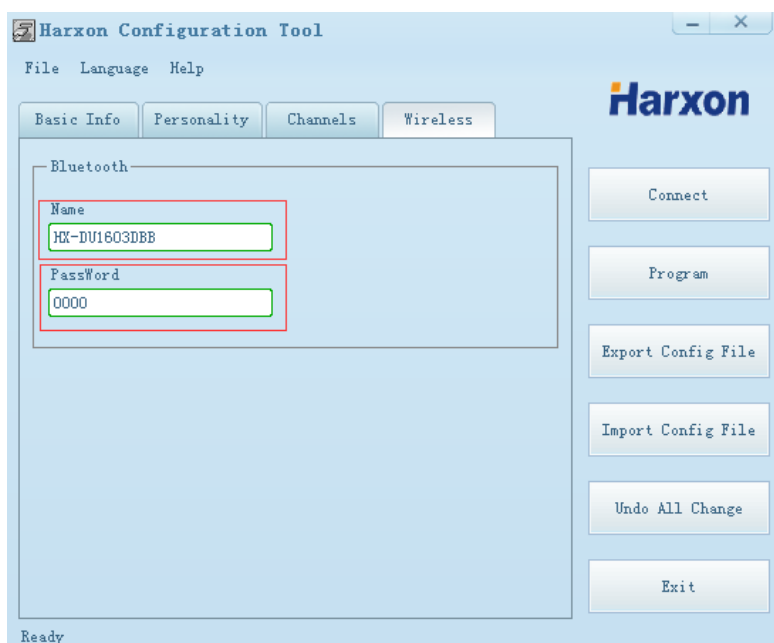 Harxon Configuration Tool
File Language Help
Harxon
Basic Info Personality Channels Wireless
Bluetooth
Name
HX-DU1603DBB
PassWord
0000
Connect
Program
Export Config File
Import Config File
Undo All Change
Exit
Ready